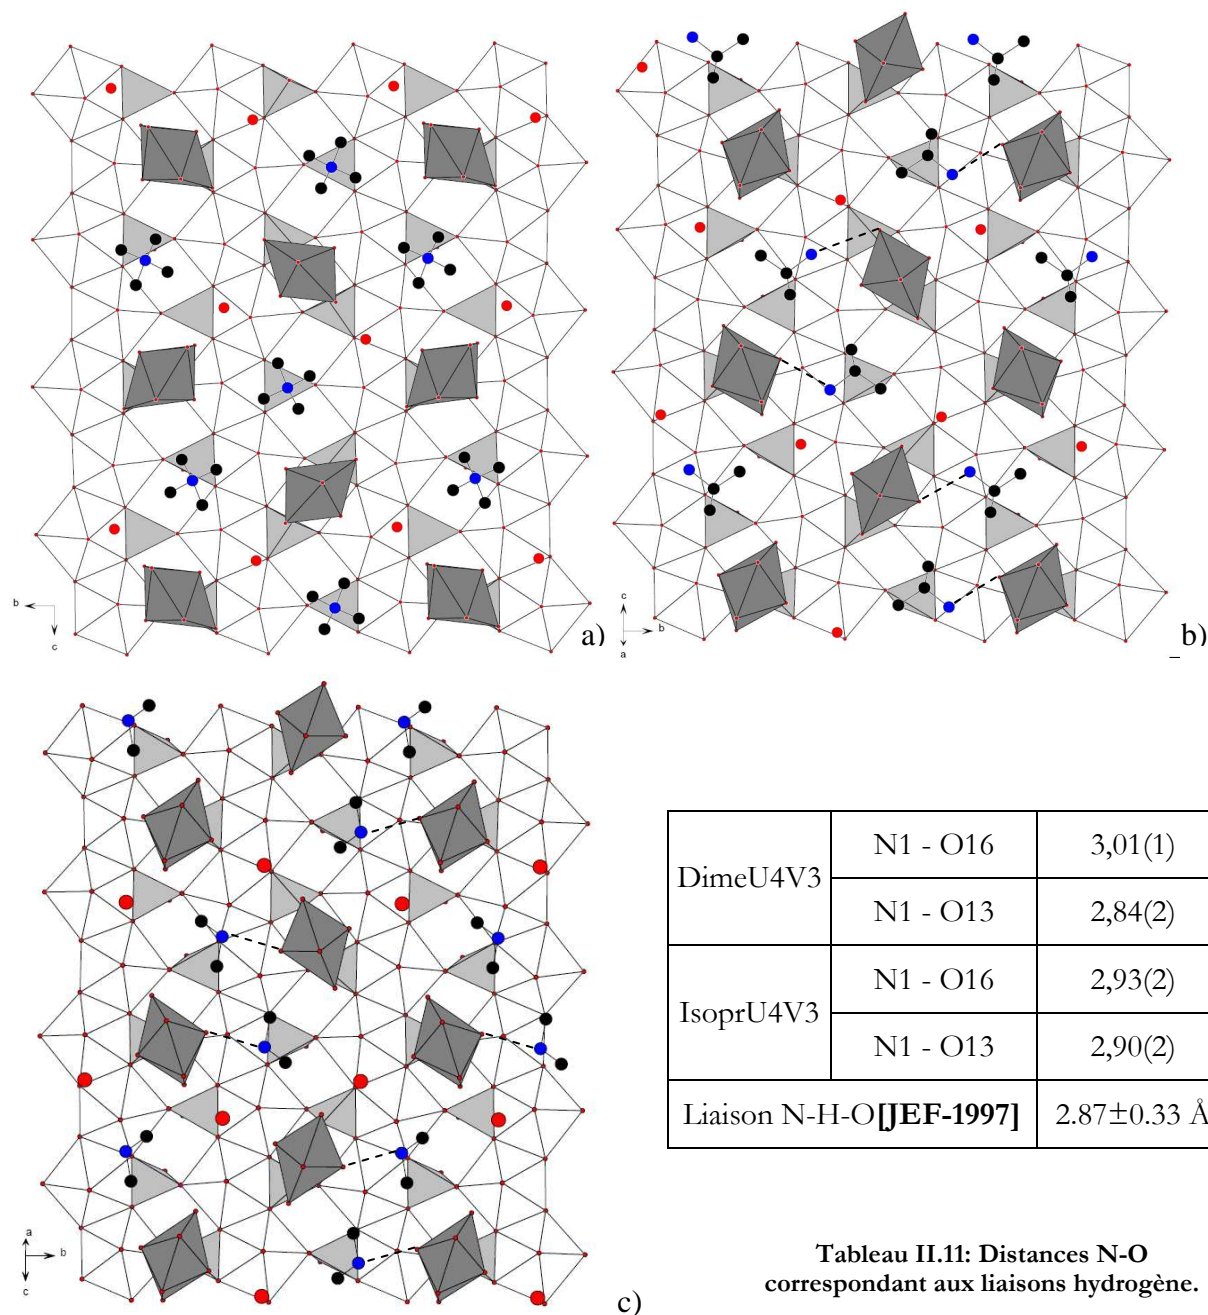 b
c
a)
c
b
a
b)
a
b
c
c)
DimeU4V3
N1 - O16
3,01(1)
N1 - O13
2,84(2)
IsoprU4V3
N1 - O16
2,93(2)
N1 - O13
2,90(2)
Liaison N-H-O[JEF-1997]
2.87±0.33 Å
Tableau II.11: Distances N-O
correspondant aux liaisons hydrogène.